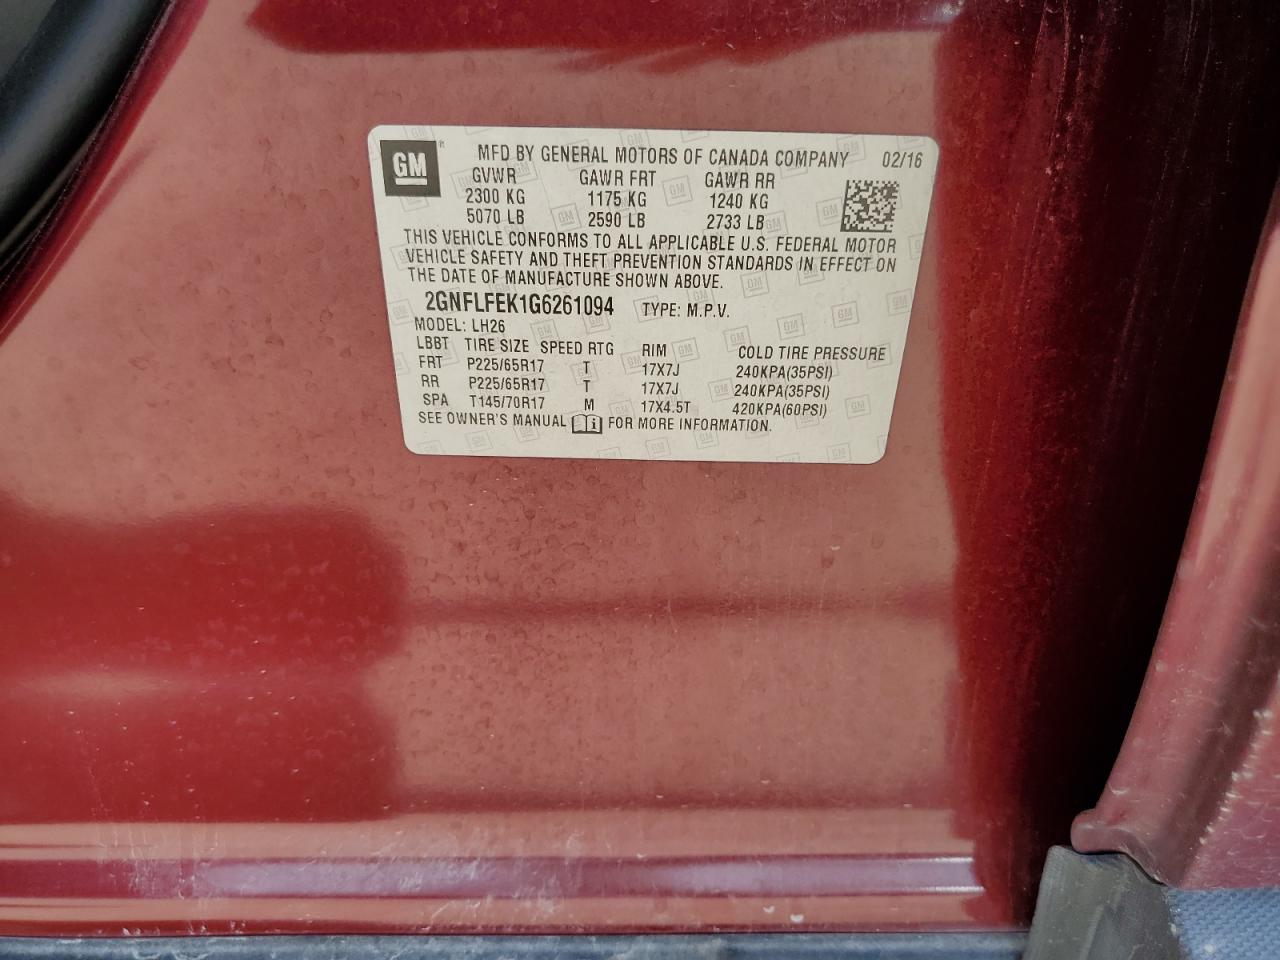 GM
MFD BY GENERAL MOTORS OF CANADA COMPANY 02/16
GVWR GAWR FRT GAWR RR
2300 KG 1175 KG 1240 KG
5070 LB 2590 LB 2733 LB
THIS VEHICLE CONFORMS TO ALL APPLICABLE U.S. FEDERAL MOTOR
VEHICLE SAFETY AND THEFT PREVENTION STANDARDS IN EFFECT ON
THE DATE OF MANUFACTURE SHOWN ABOVE.
2GNFLFEK1G6261094 TYPE: M.P.V.
MODEL: LH26
LBBT TIRE SIZE SPEED RTG RIM COLD TIRE PRESSURE
FRT P225/65R17 T 17X7J 240KPA(35PSI)
RR P225/65R17 T 17X7J 240KPA(35PSI)
SPA T145/70R17 M 17X4.5T 420KPA(60PSI)
SEE OWNER'S MANUAL i FOR MORE INFORMATION.